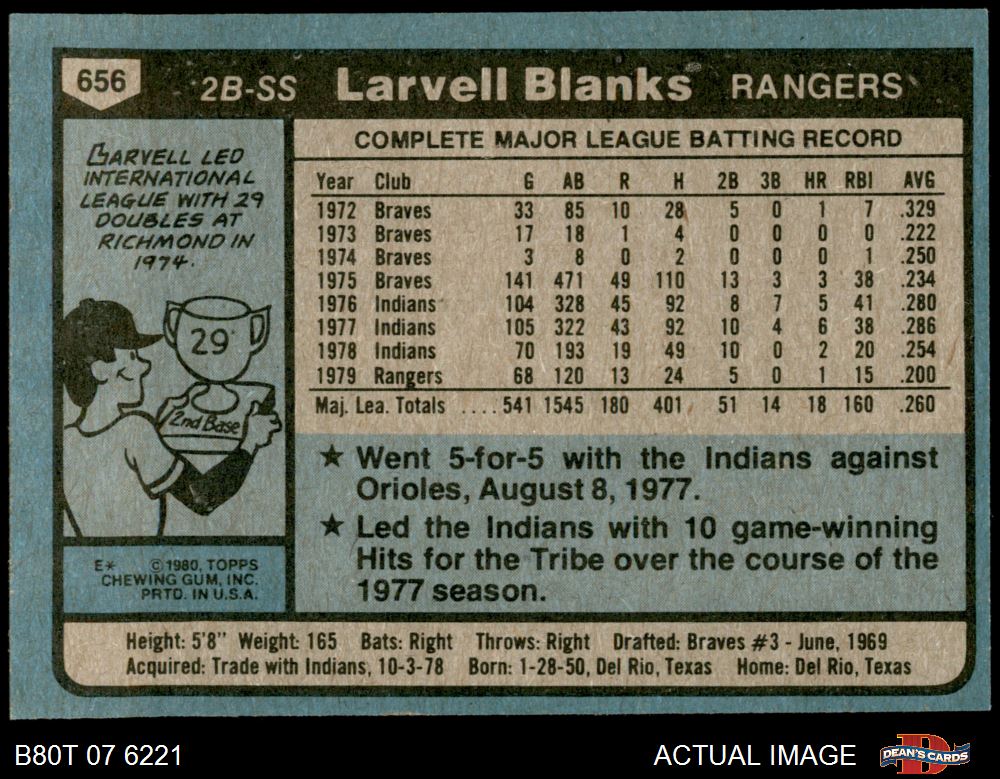 656 2B-SS Larvell Blanks RANGERS
LARVELL LED
INTERNATIONAL
LEAGUE WITH 29
DOUBLES AT
RICHMOND IN
1974.
29
2nd Base
E* ©1980, TOPPS
CHEWING GUM, INC.
PRTD. IN U.S.A.
COMPLETE MAJOR LEAGUE BATTING RECORD
Year Club G AB R H 2B 3B HR RBI AVG
1972 Braves 33 85 10 28 5 0 1 7 .329
1973 Braves 17 18 1 4 0 0 0 0 .222
1974 Braves 3 8 0 2 0 0 0 1 .250
1975 Braves 141 471 49 110 13 3 3 38 .234
1976 Indians 104 328 45 92 8 7 5 41 .280
1977 Indians 105 322 43 92 10 4 6 38 .286
1978 Indians 70 193 19 49 10 0 2 20 .254
1979 Rangers 68 120 13 24 5 0 1 15 .200
Maj. Lea. Totals ....541 1545 180 401 51 14 18 160 .260
★ Went 5-for-5 with the Indians against
Orioles, August 8, 1977.
★ Led the Indians with 10 game-winning
Hits for the Tribe over the course of the
1977 season.
Height: 5'8" Weight: 165 Bats: Right Throws: Right Drafted: Braves #3 - June, 1969
Acquired: Trade with Indians, 10-3-78 Born: 1-28-50, Del Rio, Texas Home: Del Rio, Texas
B80T 07 6221 ACTUAL IMAGE D DEAN'S CARDS